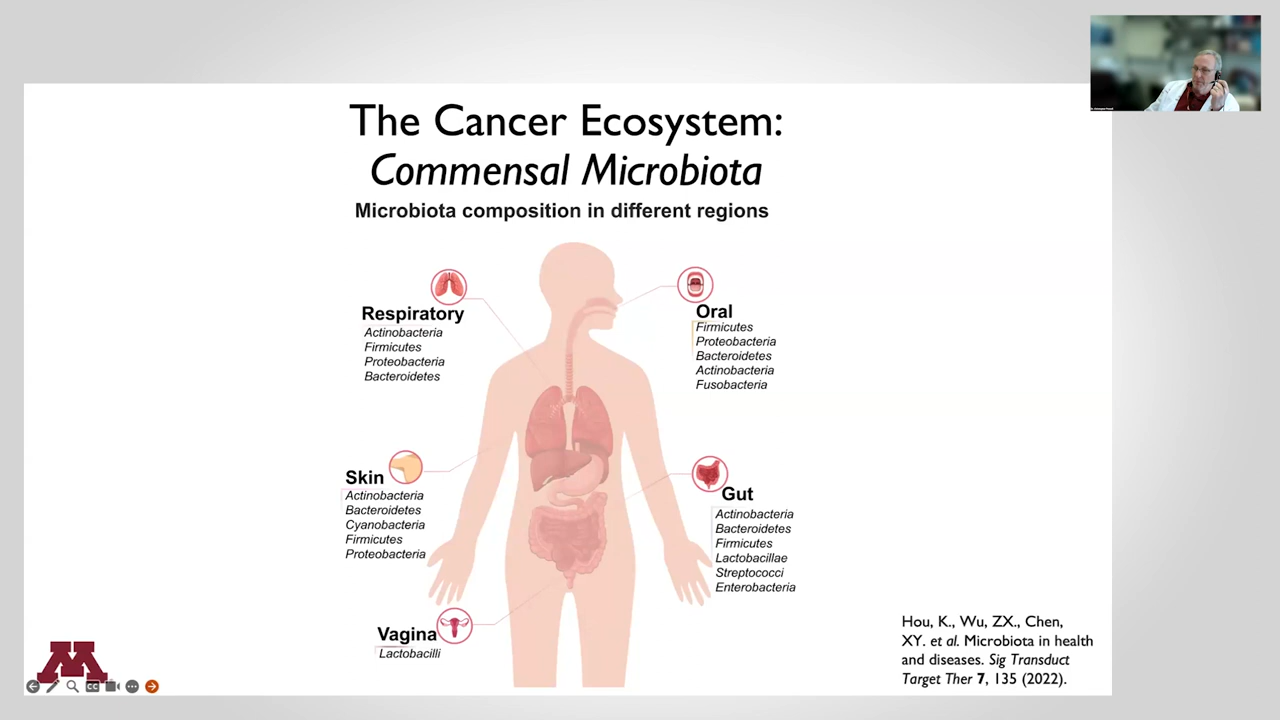 The Cancer Ecosystem:
Commensal Microbiota
Microbiota composition in different regions
Respiratory
Actinobacteria
Firmicutes
Proteobacteria
Bacteroidetes
Oral
Firmicutes
Proteobacteria
Bacteroidetes
Actinobacteria
Fusobacteria
Skin
Actinobacteria
Bacteroidetes
Cyanobacteria
Firmicutes
Proteobacteria
Gut
Actinobacteria
Bacteroidetes
Firmicutes
Lactobacillae
Streptococci
Enterobacteria
Vagina
Lactobacilli
Hou, K., Wu, ZX., Chen,
XY. et al. Microbiota in health
and diseases. Sig Transduct
Target Ther 7, 135 (2022).
M
CC